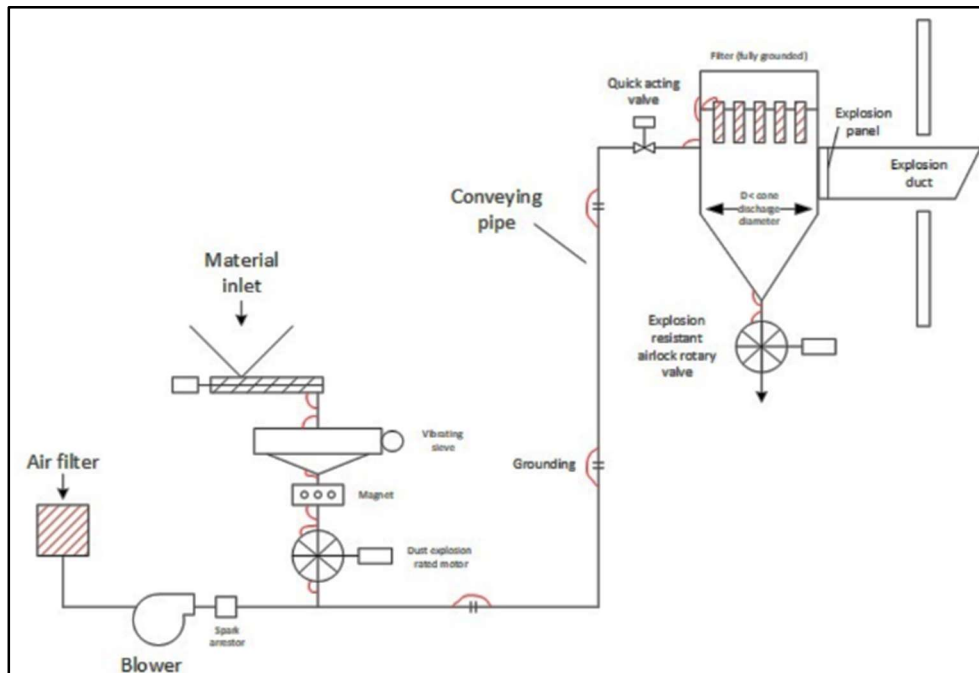 Filter (fully grounded)
Quick acting
valve
Explosion
panel
Explosion
duct
D< cone
discharge
diameter
Conveying
pipe
Material
inlet
Explosion
resistant
airlock rotary
valve
Vibrating
sieve
Air filter
Grounding
Magnet
Dust explosion
rated motor
Spark
arrestor
Blower